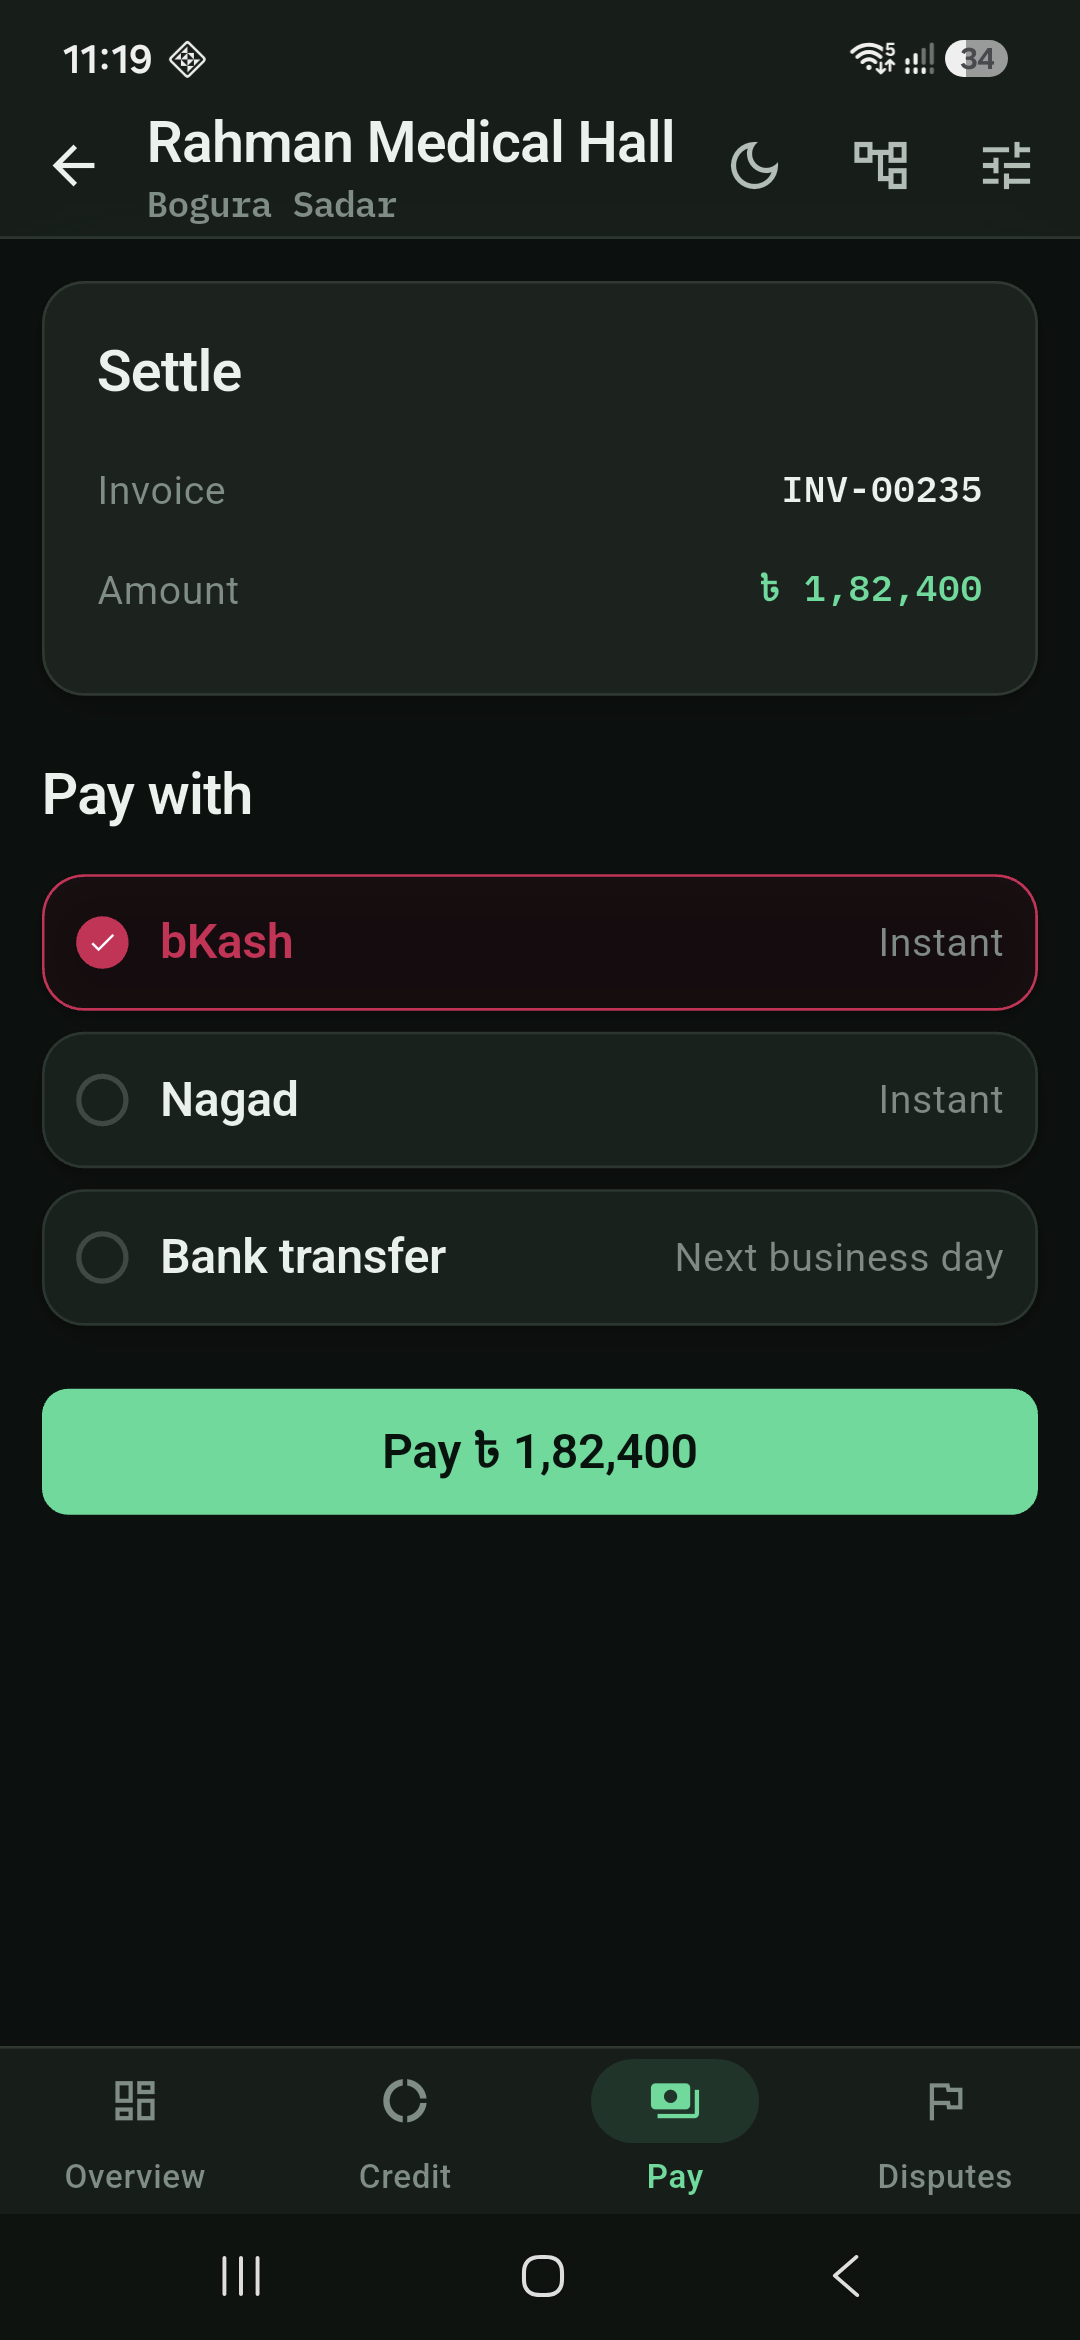 11:19
5
34
Rahman Medical Hall
Bogura Sadar
Settle
Invoice INV-00235
Amount ৳ 1,82,400
Pay with
bKash Instant
Nagad Instant
Bank transfer Next business day
Pay ৳ 1,82,400
Overview Credit Pay Disputes